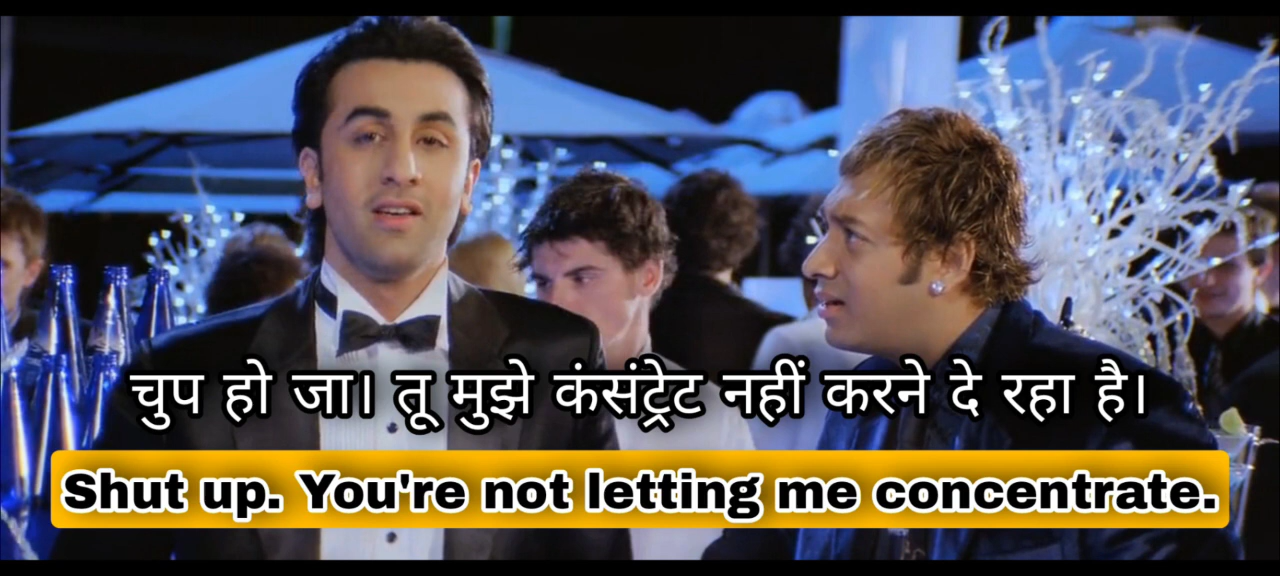 चुप हो जा। तू मुझे कंसंट्रेट नहीं करने दे रहा है।
Shut up. You're not letting me concentrate.